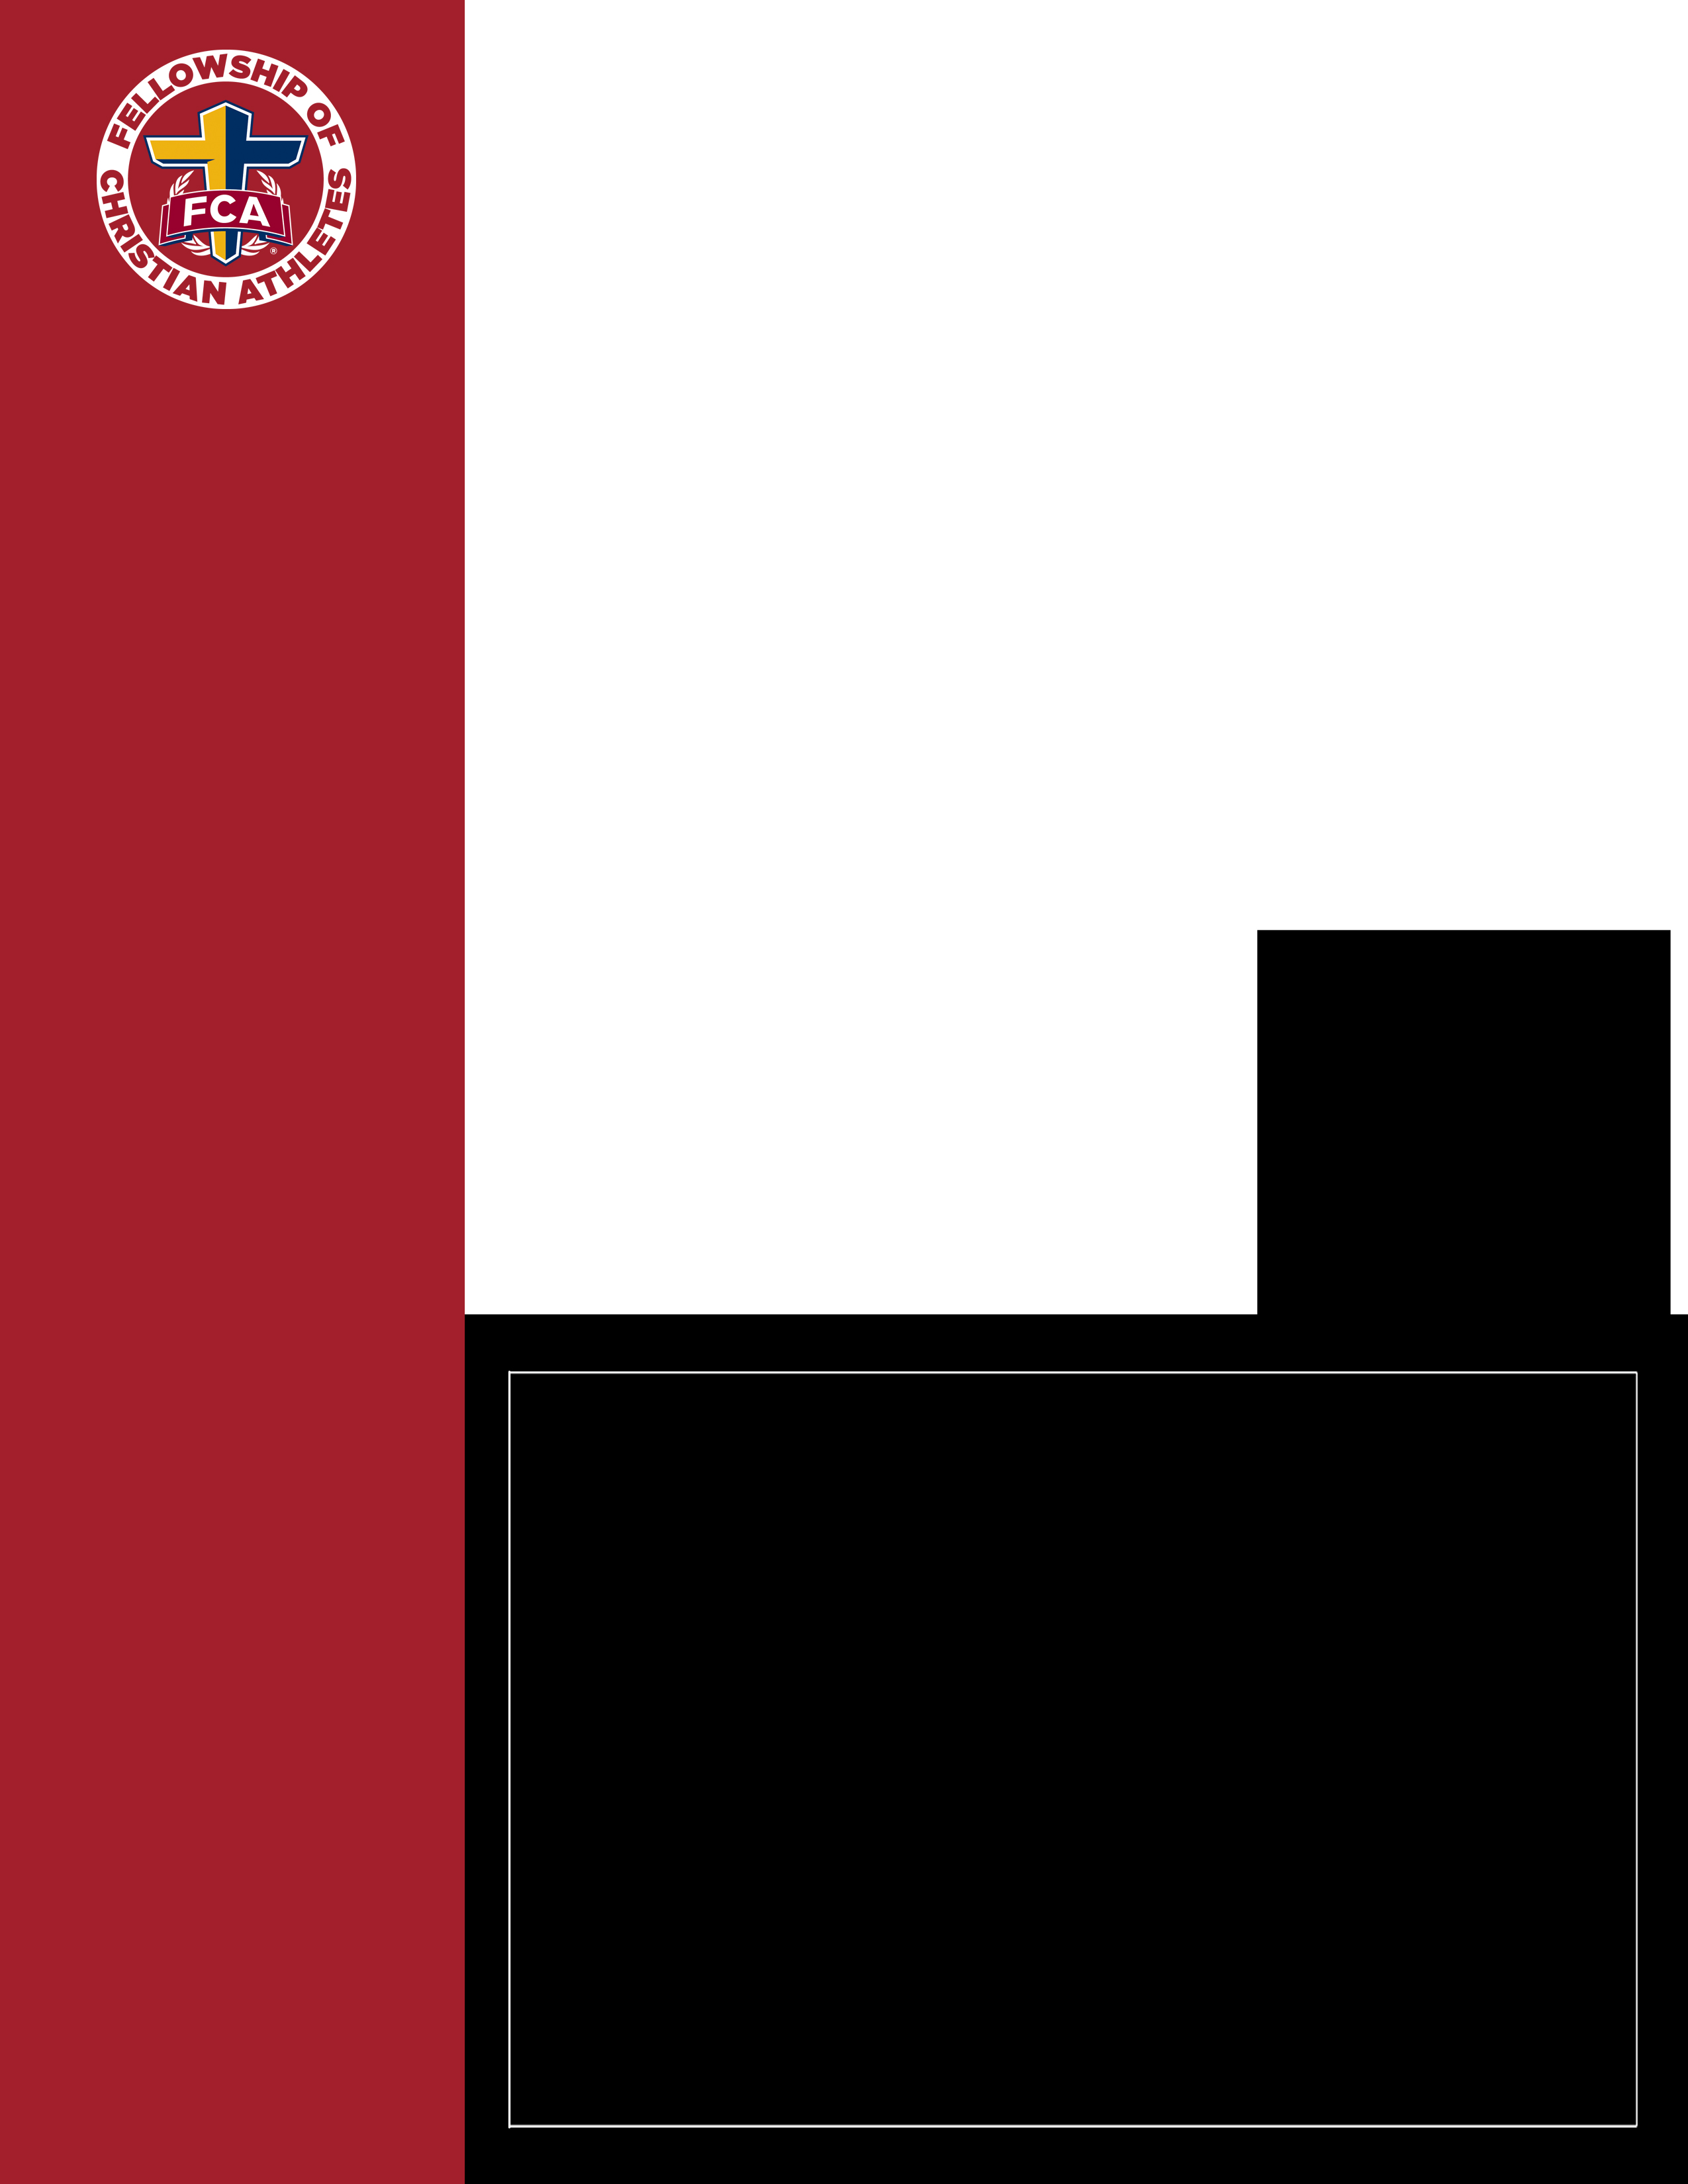 FELLOWSHIP OF
CHRISTIAN ATHLETES
FCA
®